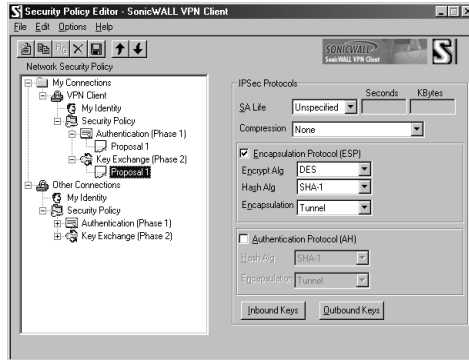 Security Policy Editor - SonicWALL VPN Client
File Edit Options Help
SONICWALL
SonicWALL VPN Client
S
Network Security Policy
My Connections
VPN Client
My Identity
Security Policy
Authentication (Phase 1)
Proposal 1
Key Exchange (Phase 2)
Proposal 1
Other Connections
My Identity
Security Policy
Authentication (Phase 1)
Key Exchange (Phase 2)
IPSec Protocols
Seconds KBytes
SA Life Unspecified
Compression None
Encapsulation Protocol (ESP)
Encrypt Alg DES
Hash Alg SHA-1
Encapsulation Tunnel
Authentication Protocol (AH)
Hash Alg SHA-1
Encapsulation Tunnel
Inbound Keys Outbound Keys